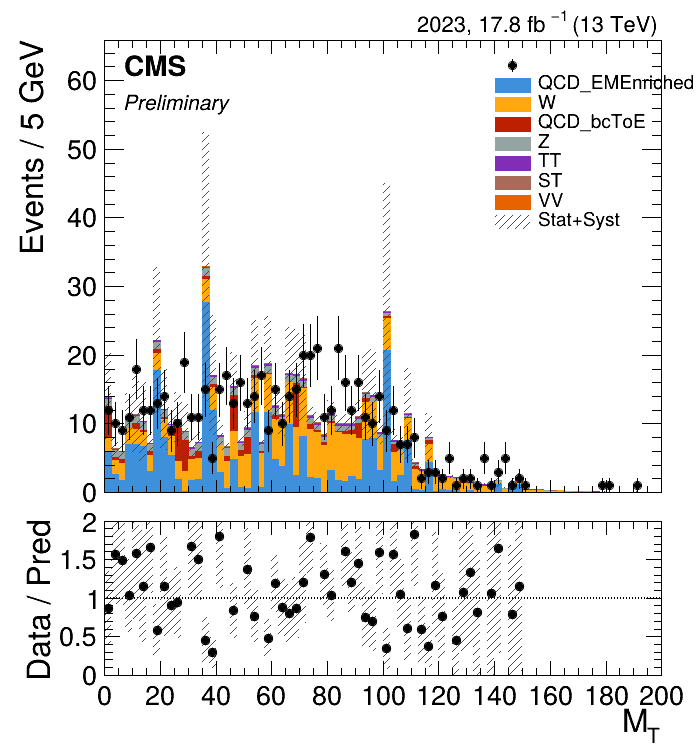 2023, 17.8 fb⁻¹ (13 TeV)
Events / 5 GeV
CMS
Preliminary
QCD_EMEnriched
W
QCD_bcToE
Z
TT
ST
VV
Stat+Syst
60
50
40
30
20
10
0
Data / Pred
2
1.5
1
0.5
0
0 20 40 60 80 100 120 140 160 180 200
M_T